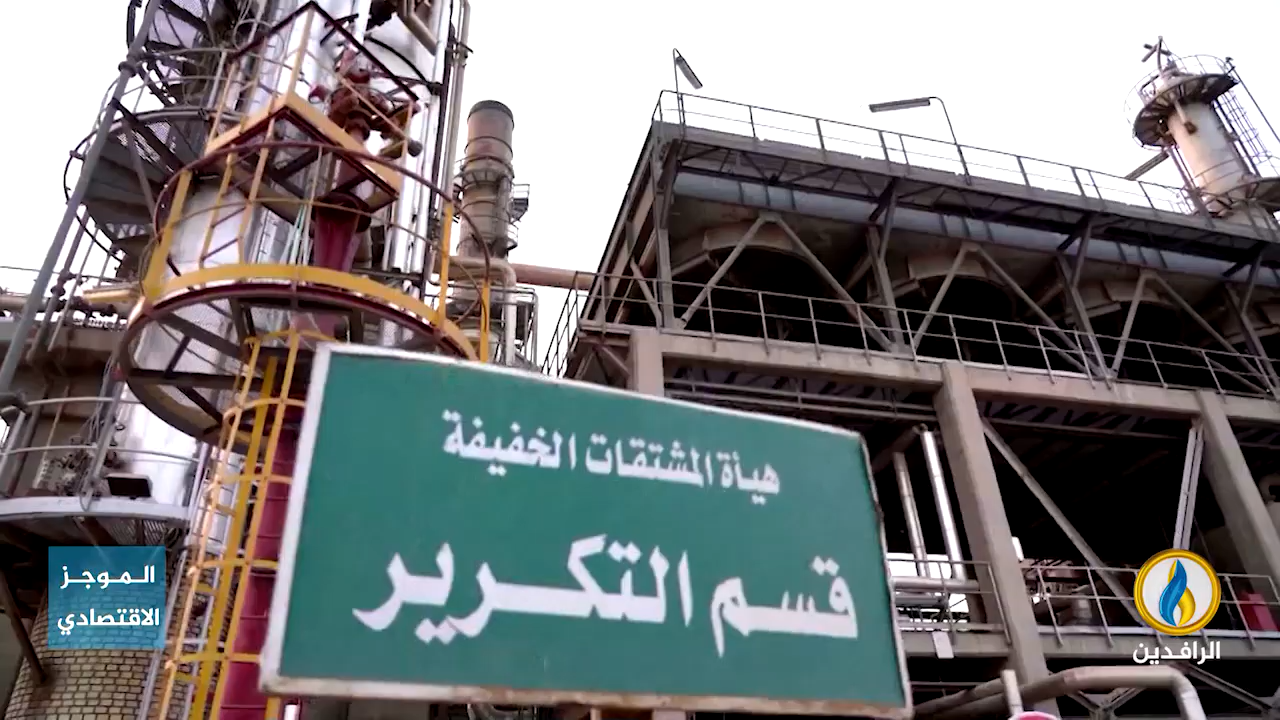 هيأة المشتقات الخفيفة
قسم التكرير
الموجز
الاقتصادي
الرافدين